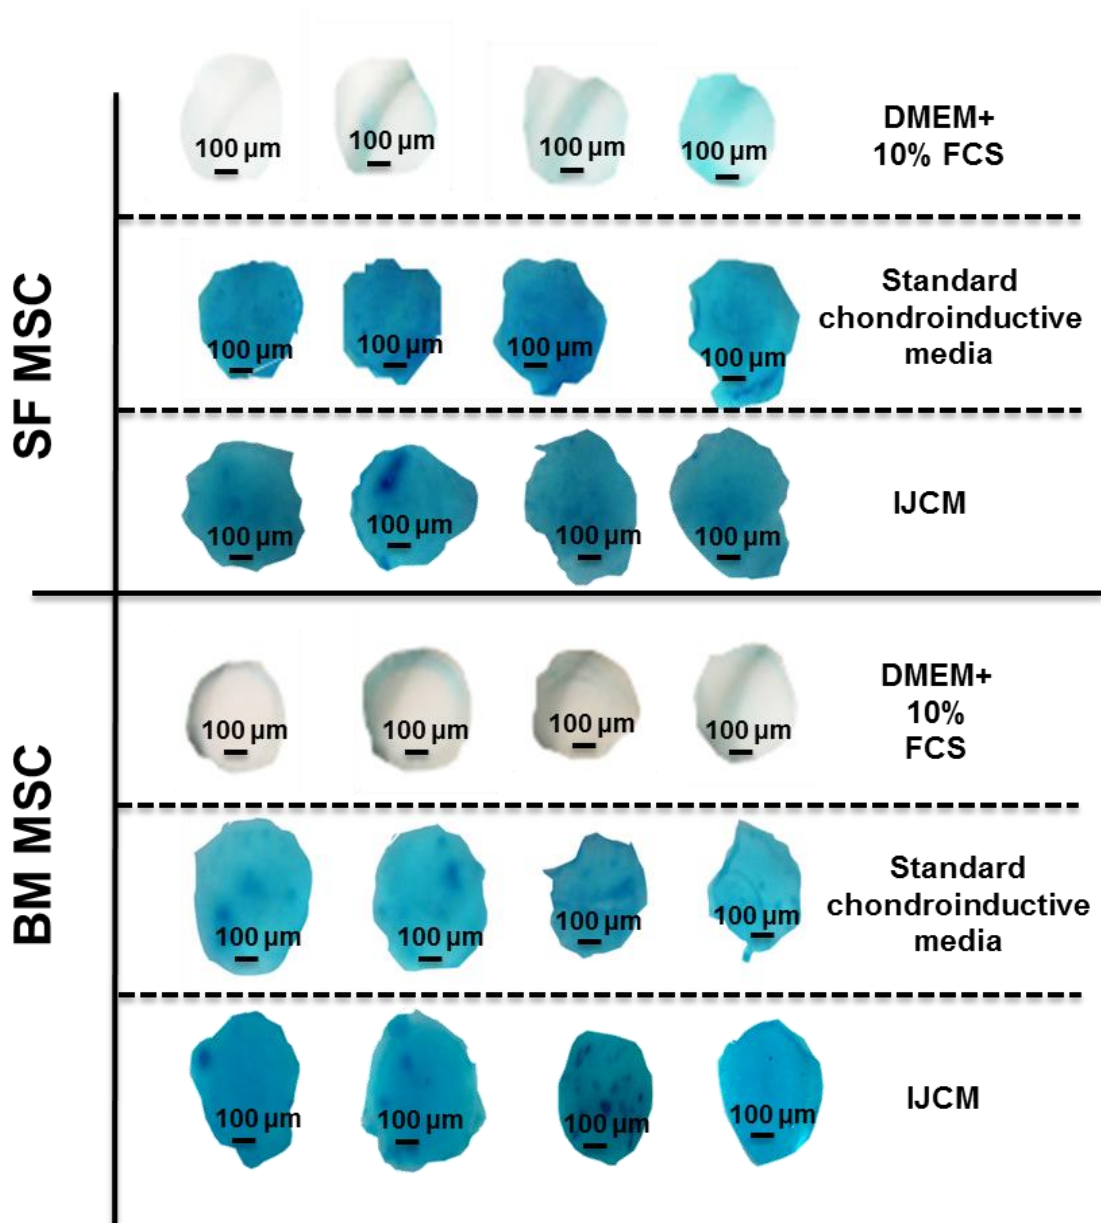 SF MSC
100 µm 100 µm 100 µm 100 µm
DMEM+
10% FCS
100 µm 100 µm 100 µm 100 µm
Standard
chondroinductive
media
100 µm 100 µm 100 µm 100 µm
IJCM
BM MSC
100 µm 100 µm 100 µm 100 µm
DMEM+
10%
FCS
100 µm 100 µm 100 µm 100 µm
Standard
chondroinductive
media
100 µm 100 µm 100 µm 100 µm
IJCM